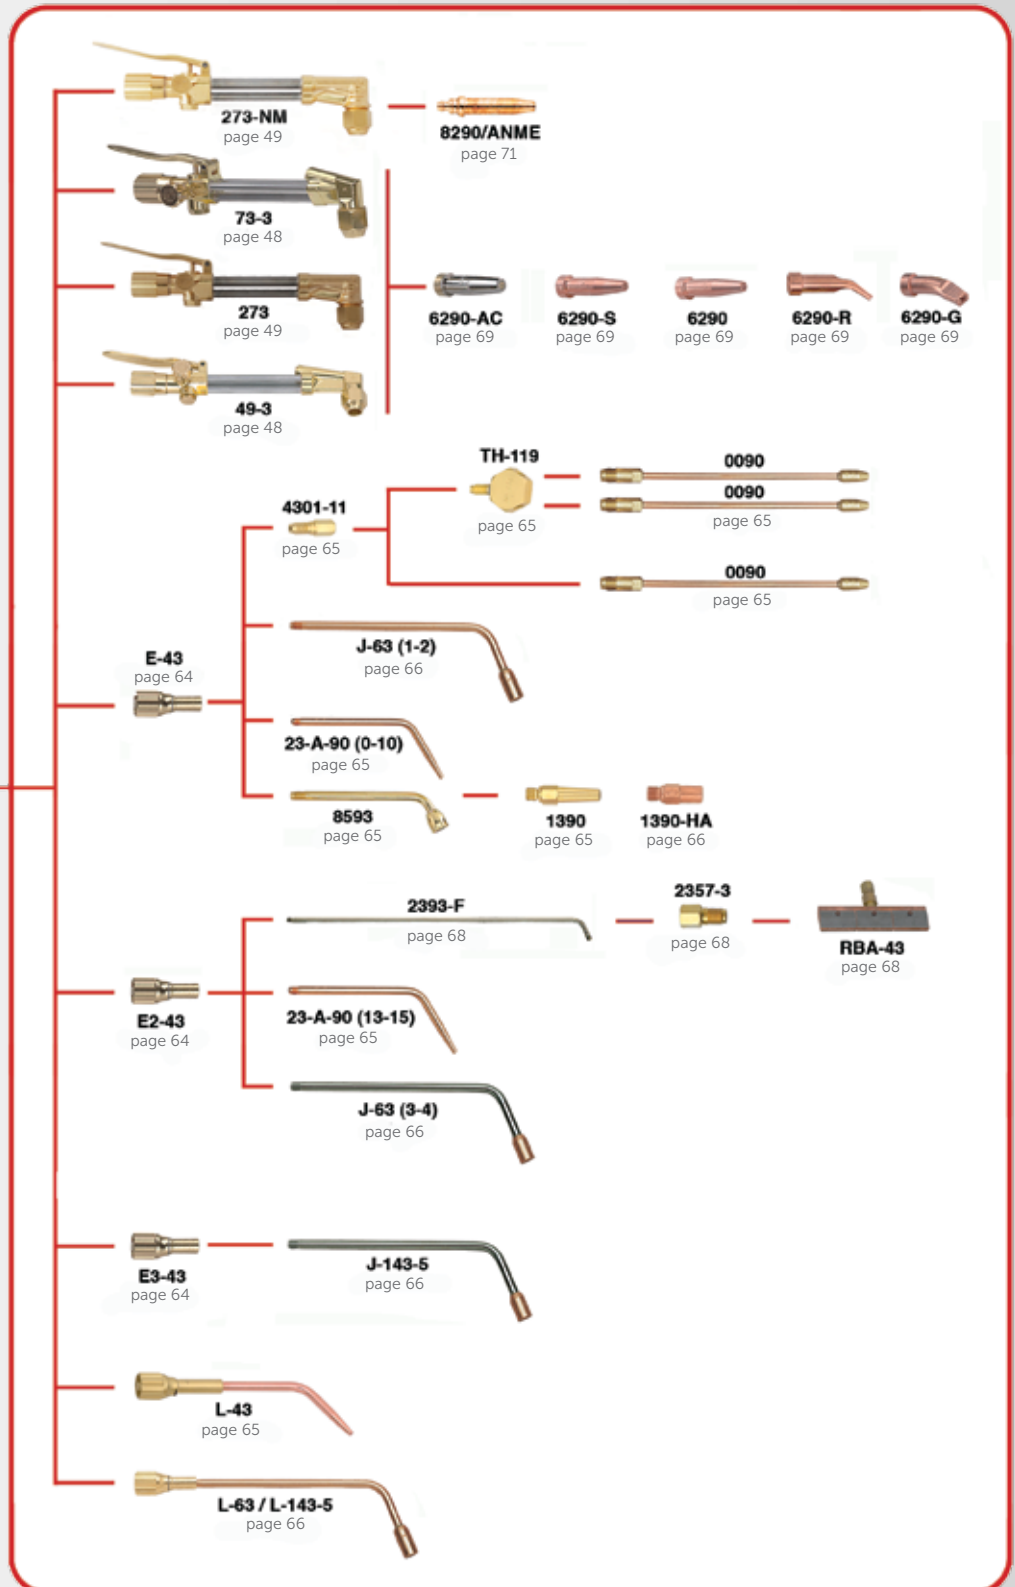 273-NM
page 49
8290/ANME
page 71
73-3
page 48
273
page 49
6290-AC
page 69
6290-S
page 69
6290
page 69
6290-R
page 69
6290-G
page 69
49-3
page 48
TH-119
page 65
0090
0090
page 65
4301-11
page 65
0090
page 65
J-63 (1-2)
page 66
E-43
page 64
23-A-90 (0-10)
page 65
8593
page 65
1390
page 65
1390-HA
page 66
2393-F
page 68
2357-3
page 68
RBA-43
page 68
E2-43
page 64
23-A-90 (13-15)
page 65
J-63 (3-4)
page 66
E3-43
page 64
J-143-5
page 66
L-43
page 65
L-63 / L-143-5
page 66